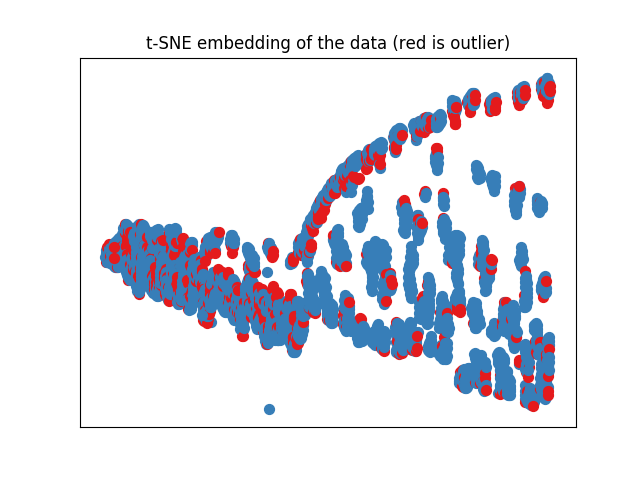 t-SNE embedding of the data (red is outlier)